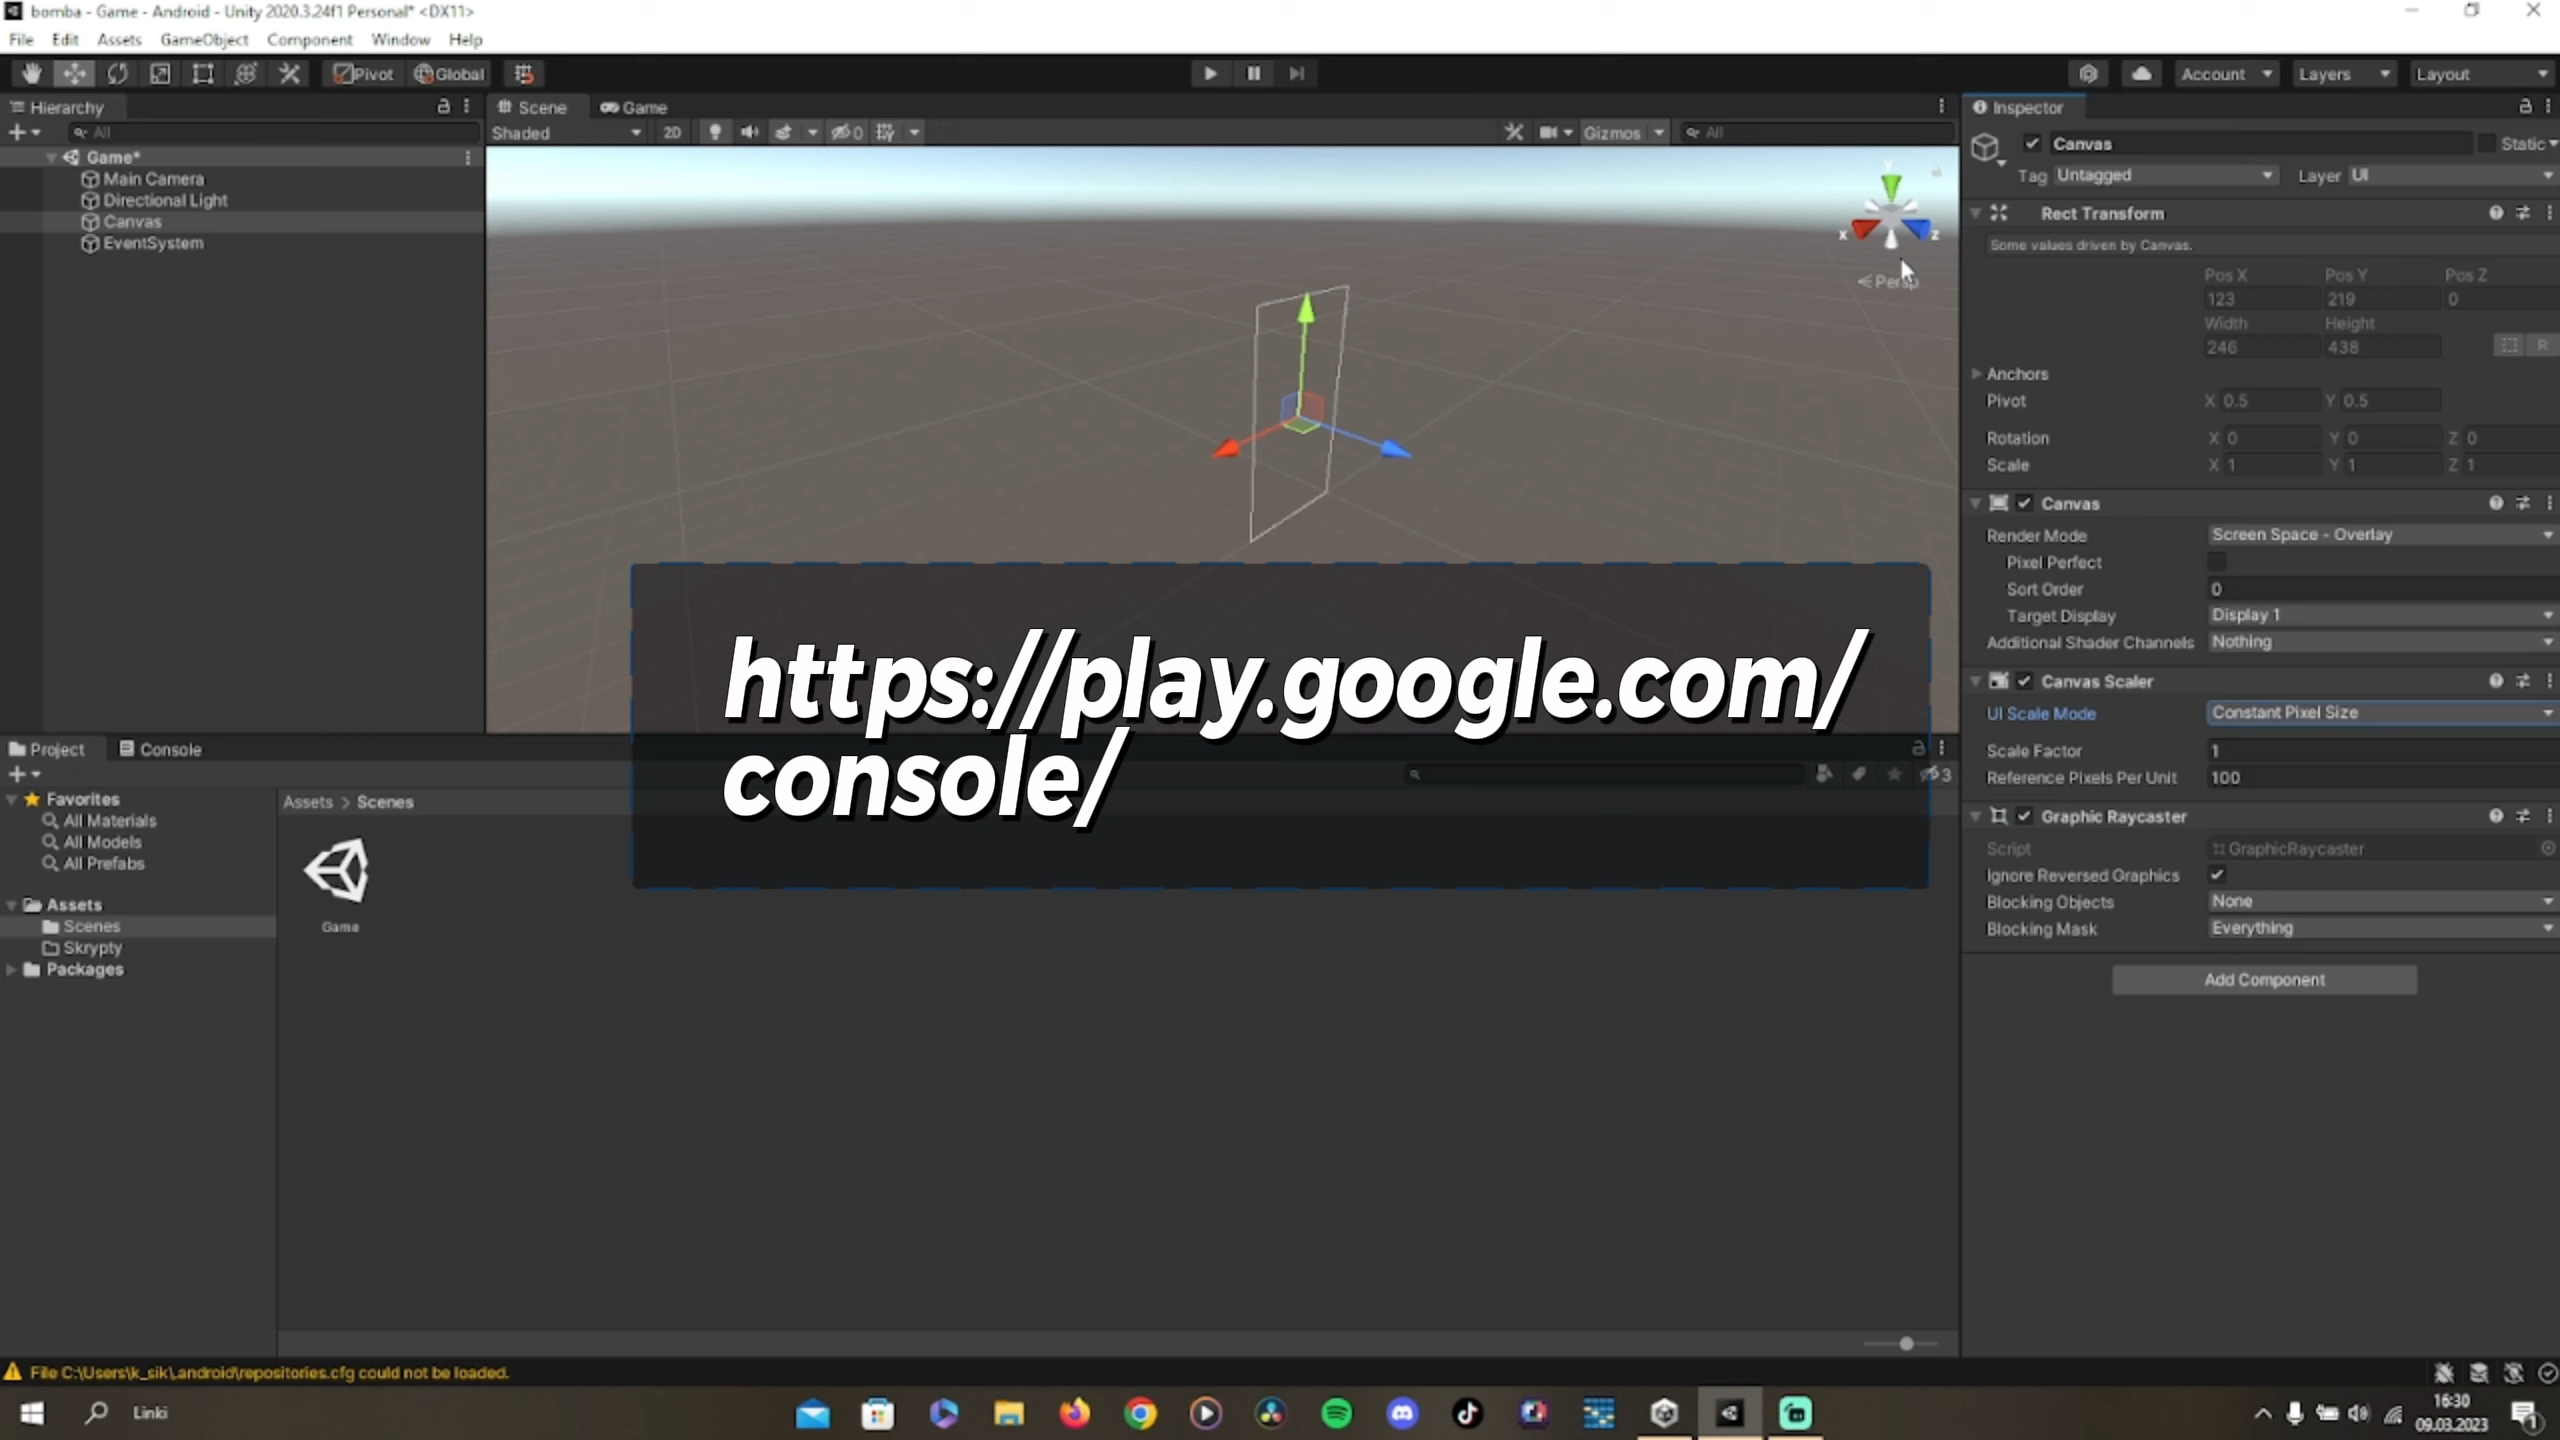 bomba - Game - Android - Unity 2020.3.24f1 Personal* <DX11>
File Edit Assets GameObject Component Window Help
Pivot Global Account Layers Layout
Hierarchy
All
Game*
Main Camera
Directional Light
Canvas
EventSystem
Scene Game
Shaded 2D 0 Gizmos All
y
x z
Persp
https://play.google.com/
console/
Inspector
Canvas Static
Tag Untagged Layer UI
Rect Transform
Some values driven by Canvas.
Pos X Pos Y Pos Z
123 219 0
Width Height
246 438 R
Anchors
Pivot X 0.5 Y 0.5
Rotation X 0 Y 0 Z 0
Scale X 1 Y 1 Z 1
Canvas
Render Mode Screen Space - Overlay
Pixel Perfect
Sort Order 0
Target Display Display 1
Additional Shader Channels Nothing
Canvas Scaler
UI Scale Mode Constant Pixel Size
Scale Factor 1
Reference Pixels Per Unit 100
Graphic Raycaster
Script GraphicRaycaster
Ignore Reversed Graphics
Blocking Objects None
Blocking Mask Everything
Add Component
Project Console
3
Favorites
All Materials
All Models
All Prefabs
Assets
Scenes
Skrypty
Packages
Assets > Scenes
Game
File C:\Users\k_sik\.android\repositories.cfg could not be loaded.
Linki
16:30
09.03.2023
1